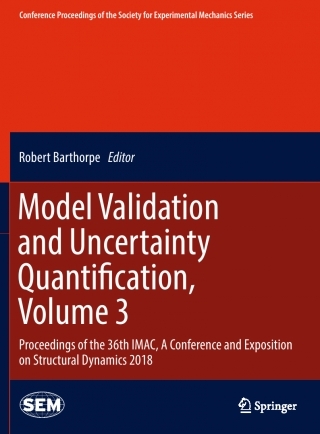 Conference Proceedings of the Society for Experimental Mechanics Series
Robert Barthorpe Editor
Model Validation
and Uncertainty
Quantification,
Volume 3
Proceedings of the 36th IMAC, A Conference and Exposition
on Structural Dynamics 2018
SEM
Springer